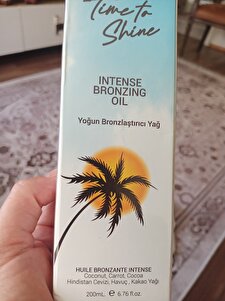 Time to
Shine
INTENSE
BRONZING
OIL
Yoğun Bronzlaştırıcı Yağ
HUILE BRONZANTE INTENSE
Coconut, Carrot, Cocoa
Hindistan Cevizi, Havuç, Kakao Yağı
200mL ℮ 6.76 fl.oz.